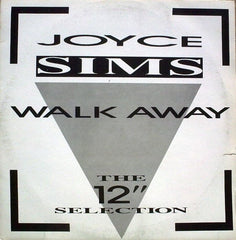 JOYCE
SIMS
WALK AWAY
THE
12"
SELECTION